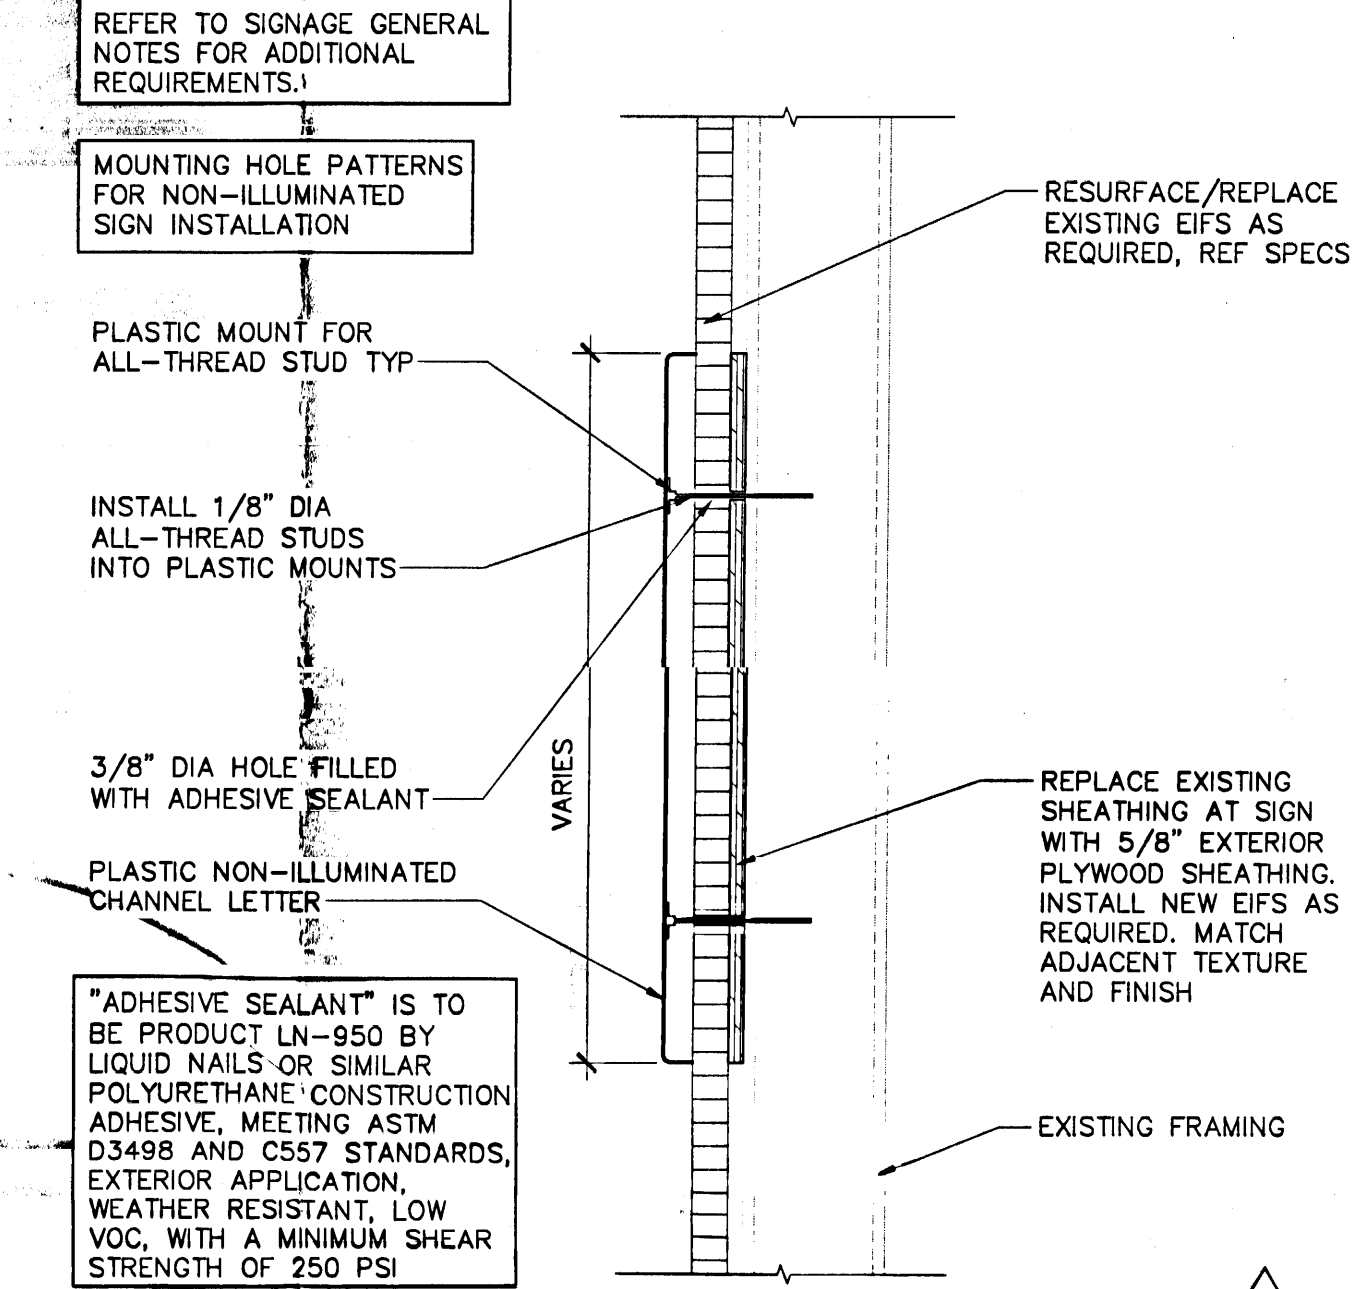 REFER TO SIGNAGE GENERAL
NOTES FOR ADDITIONAL
REQUIREMENTS.
MOUNTING HOLE PATTERNS
FOR NON-ILLUMINATED
SIGN INSTALLATION
PLASTIC MOUNT FOR
ALL-THREAD STUD TYP
INSTALL 1/8" DIA
ALL-THREAD STUDS
INTO PLASTIC MOUNTS
3/8" DIA HOLE FILLED
WITH ADHESIVE SEALANT
PLASTIC NON-ILLUMINATED
CHANNEL LETTER
"ADHESIVE SEALANT" IS TO
BE PRODUCT LN-950 BY
LIQUID NAILS OR SIMILAR
POLYURETHANE CONSTRUCTION
ADHESIVE, MEETING ASTM
D3498 AND C557 STANDARDS,
EXTERIOR APPLICATION,
WEATHER RESISTANT, LOW
VOC, WITH A MINIMUM SHEAR
STRENGTH OF 250 PSI
VARIES
RESURFACE/REPLACE
EXISTING EIFS AS
REQUIRED, REF SPECS
REPLACE EXISTING
SHEATHING AT SIGN
WITH 5/8" EXTERIOR
PLYWOOD SHEATHING.
INSTALL NEW EIFS AS
REQUIRED. MATCH
ADJACENT TEXTURE
AND FINISH
EXISTING FRAMING